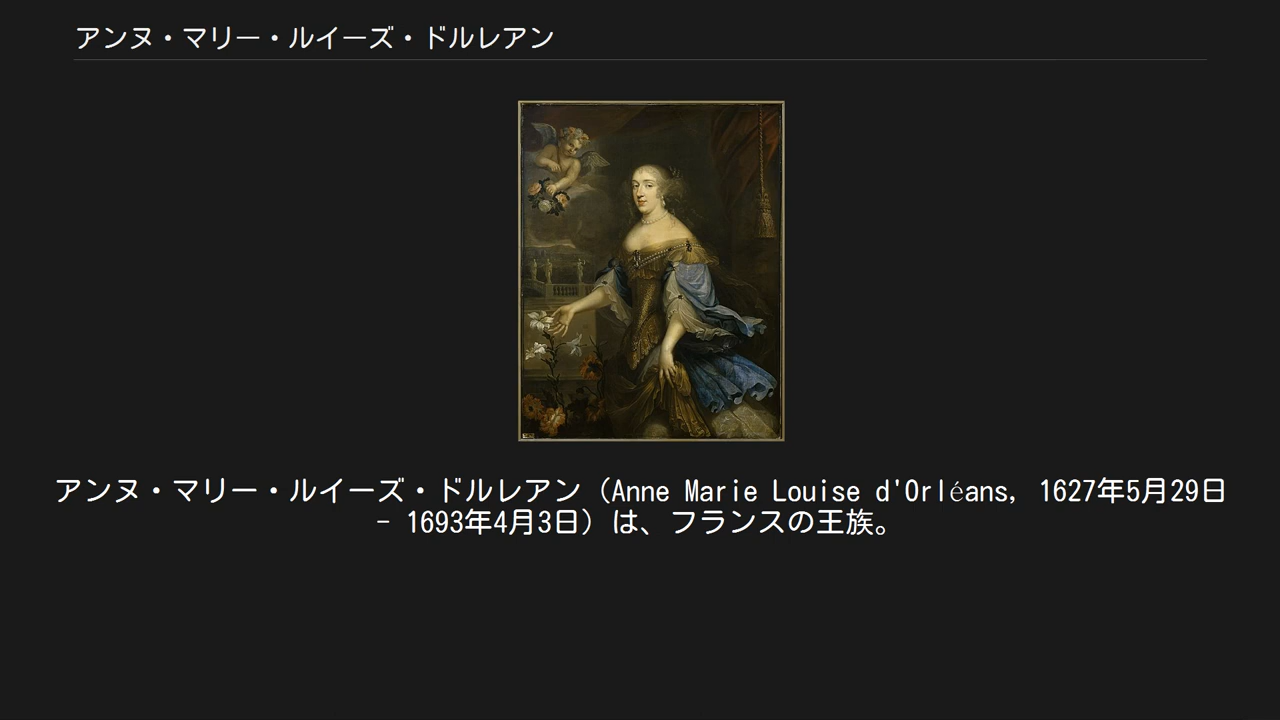 アンヌ・マリー・ルイーズ・ドルレアン
アンヌ・マリー・ルイーズ・ドルレアン（Anne Marie Louise d'Orléans, 1627年5月29日
- 1693年4月3日）は、フランスの王族。